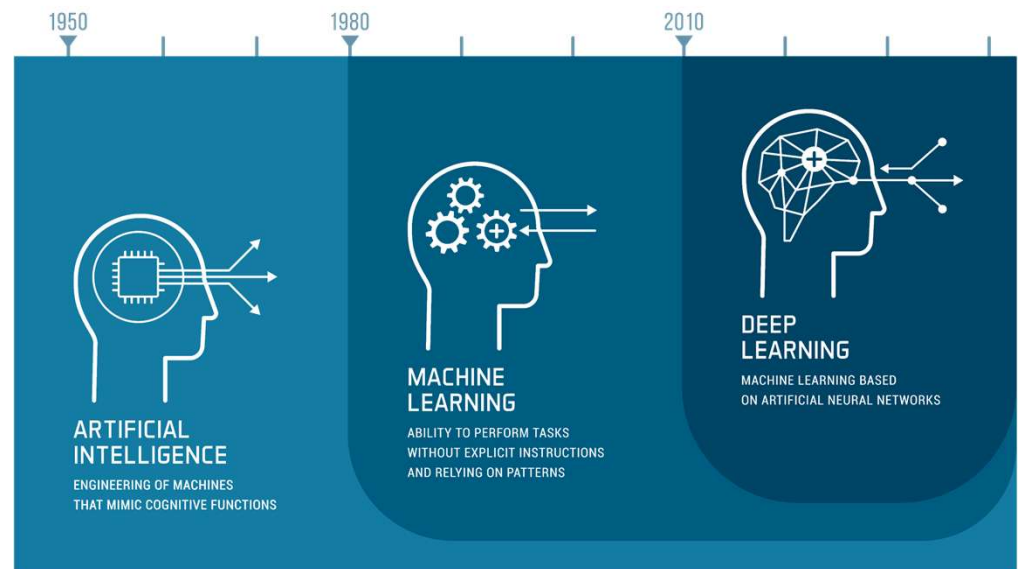 1950
1980
2010
ARTIFICIAL
INTELLIGENCE
ENGINEERING OF MACHINES
THAT MIMIC COGNITIVE FUNCTIONS
MACHINE
LEARNING
ABILITY TO PERFORM TASKS
WITHOUT EXPLICIT INSTRUCTIONS
AND RELYING ON PATTERNS
DEEP
LEARNING
MACHINE LEARNING BASED
ON ARTIFICIAL NEURAL NETWORKS